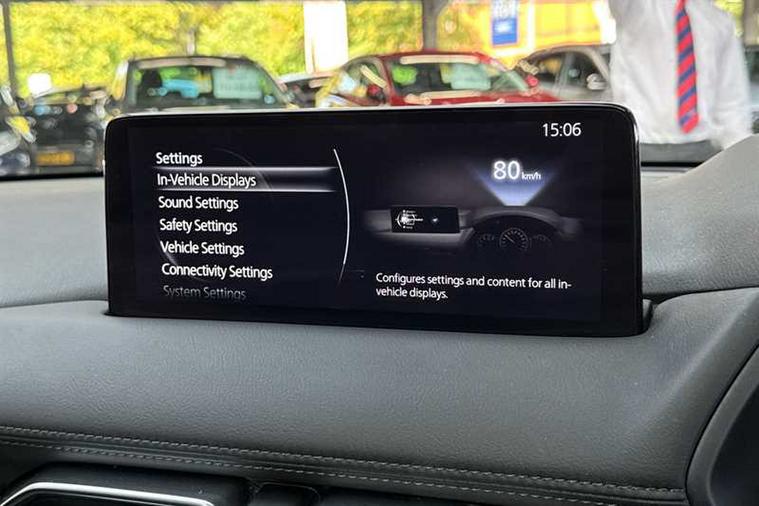 15:06
Settings
In-Vehicle Displays
Sound Settings
Safety Settings
Vehicle Settings
Connectivity Settings
System Settings
80 km/h
Configures settings and content for all in-
vehicle displays.